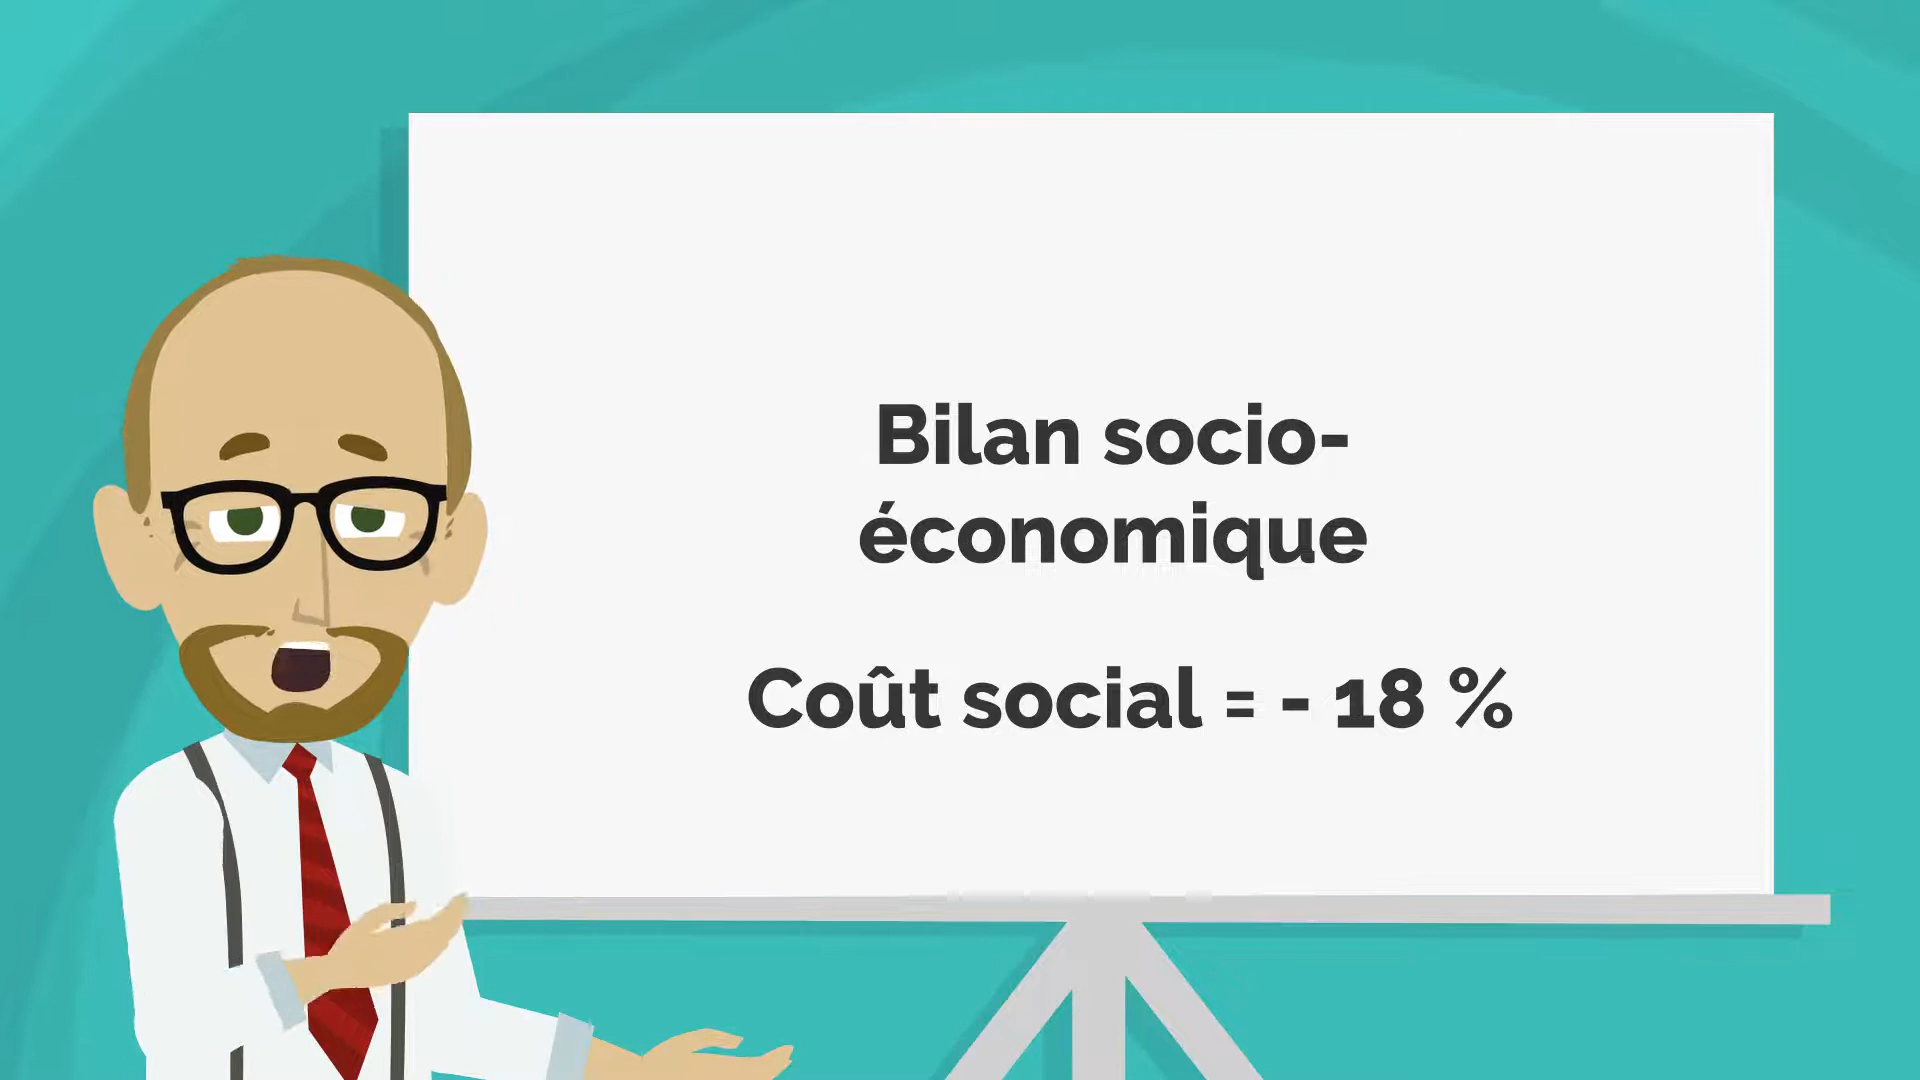 Bilan socio-
économique
Coût social = - 18 %